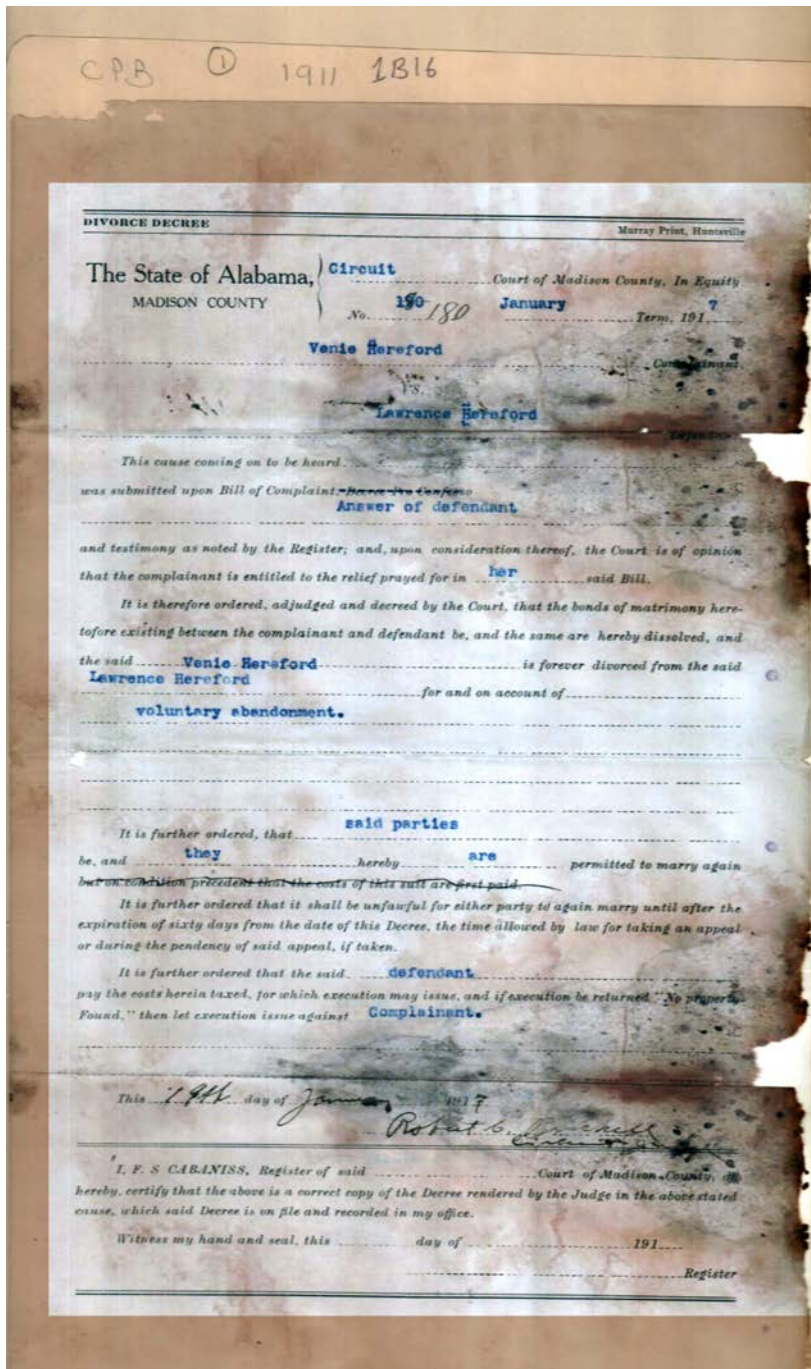 CPB 1 1911 1B16
DIVORCE DECREE Murray Print, Huntsville
The State of Alabama, Circuit Court of Madison County, In Equity
MADISON COUNTY No. 180 180 January Term, 191 7
Venie Hereford
Complainant
VS.
Lawrence Hereford
Defendant
This cause coming on to be heard
was submitted upon Bill of Complaint, Decree Pro Confesso
Answer of defendant
and testimony as noted by the Register; and, upon consideration thereof, the Court is of opinion
that the complainant is entitled to the relief prayed for in her said Bill.
It is therefore ordered, adjudged and decreed by the Court, that the bonds of matrimony here-
tofore existing between the complainant and defendant be, and the same are hereby dissolved, and
the said Venie Hereford is forever divorced from the said
Lawrence Hereford for and on account of
voluntary abandonment.
It is further ordered, that said parties
be, and they hereby are permitted to marry again
but on condition precedent that the costs of this suit are first paid
It is further ordered that it shall be unlawful for either party to again marry until after the
expiration of sixty days from the date of this Decree, the time allowed by law for taking an appeal
or during the pendency of said appeal, if taken.
It is further ordered that the said defendant
pay the costs herein taxed, for which execution may issue, and if execution be returned "No property
Found," then let execution issue against Complainant.
This 19th day of January 1917
Robert C.
I, F. S CABANISS, Register of said Court of Madison County, do
hereby, certify that the above is a correct copy of the Decree rendered by the Judge in the above stated
cause, which said Decree is on file and recorded in my office.
Witness my hand and seal, this day of 191
Register